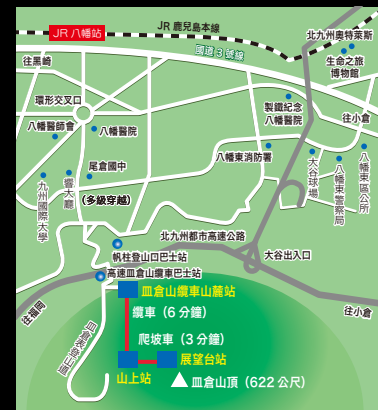 JR 鹿兒島本線
JR 八幡站
北九州奧特萊斯
國道 3 號線
往黑崎
生命之旅
博物館
環形交叉口
製鐵紀念
八幡醫院
往小倉
八幡醫師會
八幡醫院
八幡東消防署
尾倉國中
大谷球場
八幡東警察局
八幡東區公所
九州國際大學
響大廳
(多級穿越)
北九州都市高速公路
帆柱登山口巴士站
大谷出入口
高速皿倉山纜車巴士站
皿倉山纜車山麓站
往福岡
纜車（6 分鐘）
往小倉
皿倉表登山道
爬坡車（3 分鐘）
展望台站
山上站
皿倉山頂（622 公尺）